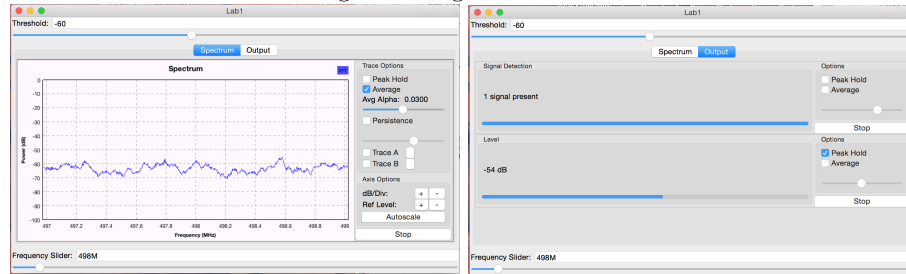 Lab1
Threshold: -60
Spectrum Output
Spectrum
Trace Options
Peak Hold
Average
Avg Alpha: 0.0300
Persistence
Trace A
Trace B
Axis Options
dB/Div: + -
Ref Level: + -
Autoscale
Stop
Power (dB)
0
-10
-20
-30
-40
-50
-60
-70
-80
-90
-100
497 497.2 497.4 497.6 497.8 498 498.2 498.4 498.6 498.8 499
Frequency (MHz)
Frequency Slider: 498M
Lab1
Threshold: -60
Spectrum Output
Signal Detection
1 signal present
Options
Peak Hold
Average
Stop
Level
-54 dB
Options
Peak Hold
Average
Stop
Frequency Slider: 498M